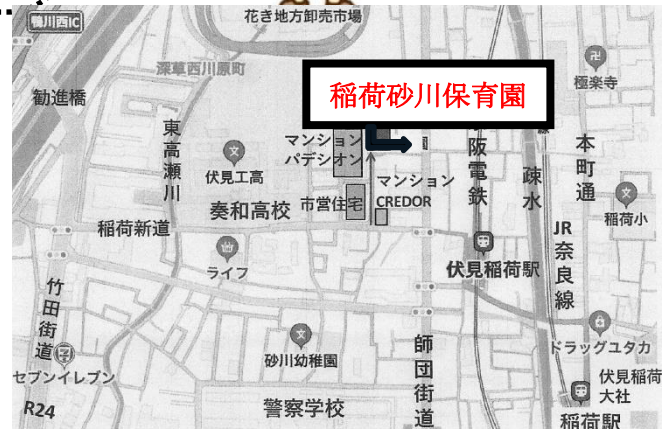 鴨川西IC
花き地方卸売市場
深草西川原町
勧進橋
稲荷砂川保育園
極楽寺
東高瀬川
マンション
パデシオン
伏見工高
奏和高校
市営住宅
マンション
CREDOR
阪電鉄
疏水
本町通
稲荷小
稲荷新道
ライフ
伏見稲荷駅
JR奈良線
竹田街道
セブンイレブン
砂川幼稚園
師団街道
ドラッグユタカ
伏見稲荷
大社
稲荷駅
R24
警察学校